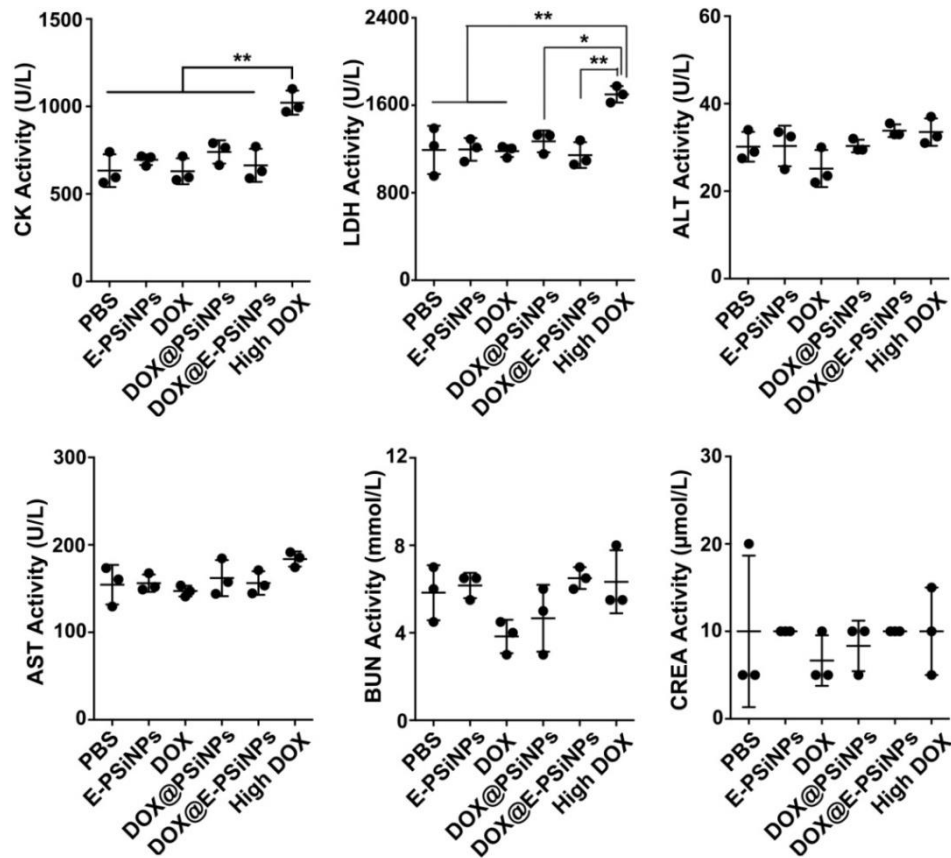 CK Activity (U/L)
1500
1000
500
0
**
PBS
E-PSiNPs
DOX
DOX@PSiNPs
DOX@E-PSiNPs
High DOX
LDH Activity (U/L)
2400
1600
800
0
**
*
**
PBS
E-PSiNPs
DOX
DOX@PSiNPs
DOX@E-PSiNPs
High DOX
ALT Activity (U/L)
60
40
20
0
PBS
E-PSiNPs
DOX
DOX@PSiNPs
DOX@E-PSiNPs
High DOX
AST Activity (U/L)
300
200
100
0
PBS
E-PSiNPs
DOX
DOX@PSiNPs
DOX@E-PSiNPs
High DOX
BUN Activity (mmol/L)
12
8
4
0
PBS
E-PSiNPs
DOX
DOX@PSiNPs
DOX@E-PSiNPs
High DOX
CREA Activity (μmol/L)
30
20
10
0
PBS
E-PSiNPs
DOX
DOX@PSiNPs
DOX@E-PSiNPs
High DOX